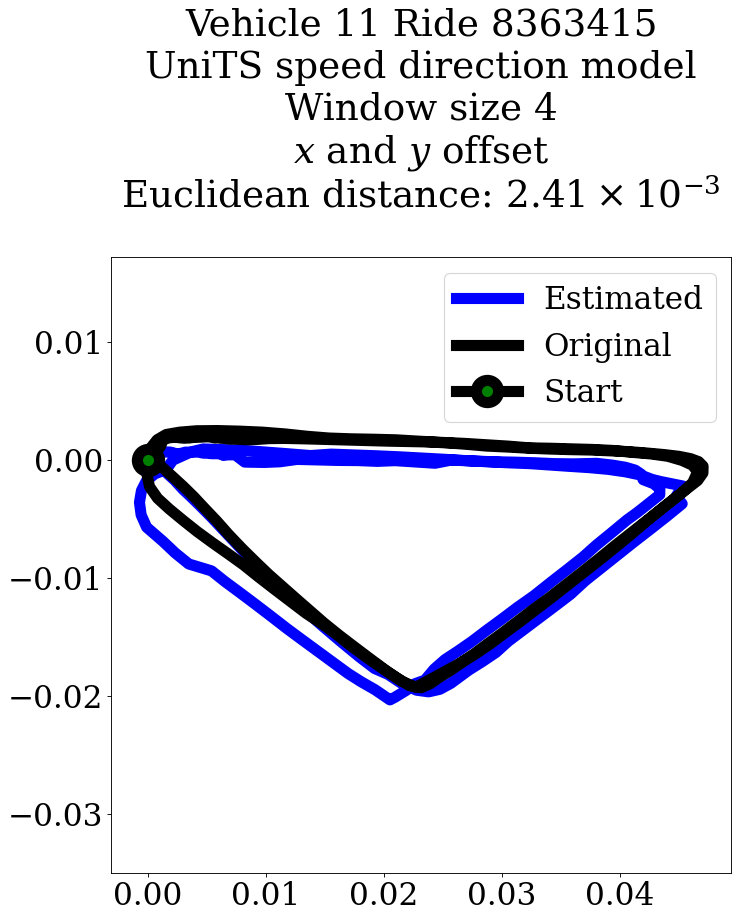 Vehicle 11 Ride 8363415
UniTS speed direction model
Window size 4
x and y offset
Euclidean distance: 2.41 × 10⁻³
Estimated
Original
Start
0.01
0.00
−0.01
−0.02
−0.03
0.00 0.01 0.02 0.03 0.04